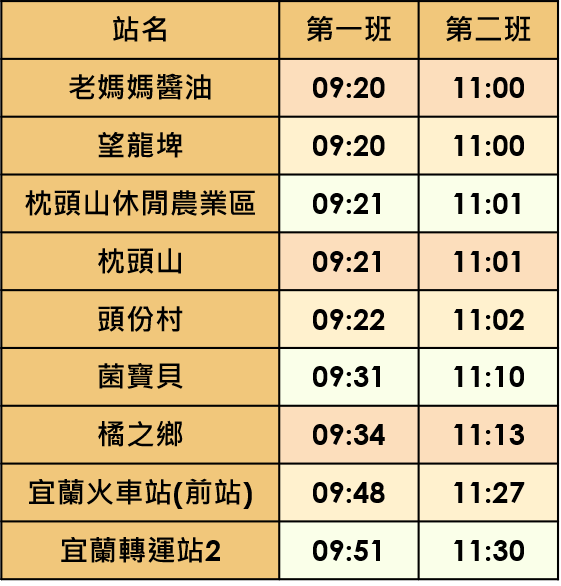 站名 第一班 第二班
老媽媽醬油 09:20 11:00
望龍埤 09:20 11:00
枕頭山休閒農業區 09:21 11:01
枕頭山 09:21 11:01
頭份村 09:22 11:02
菌寶貝 09:31 11:10
橘之鄉 09:34 11:13
宜蘭火車站(前站) 09:48 11:27
宜蘭轉運站2 09:51 11:30